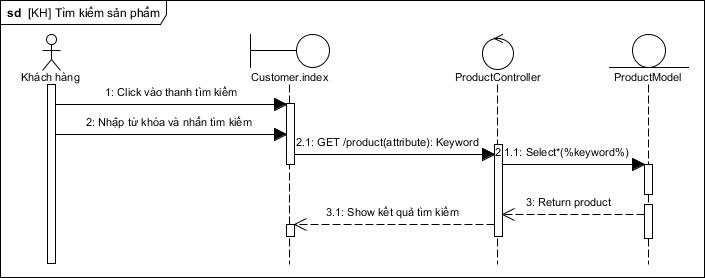 sd [KH] Tìm kiếm sản phẩm
Khách hàng
Customer.index
ProductController
ProductModel
1: Click vào thanh tìm kiếm
2: Nhập từ khóa và nhấn tìm kiếm
2.1: GET /product(attribute): Keyword
2.1.1: Select*(%keyword%)
3: Return product
3.1: Show kết quả tìm kiếm